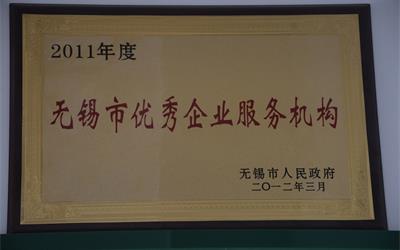 2011年度
无锡市优秀企业服务机构
无锡市人民政府
二〇一二年三月